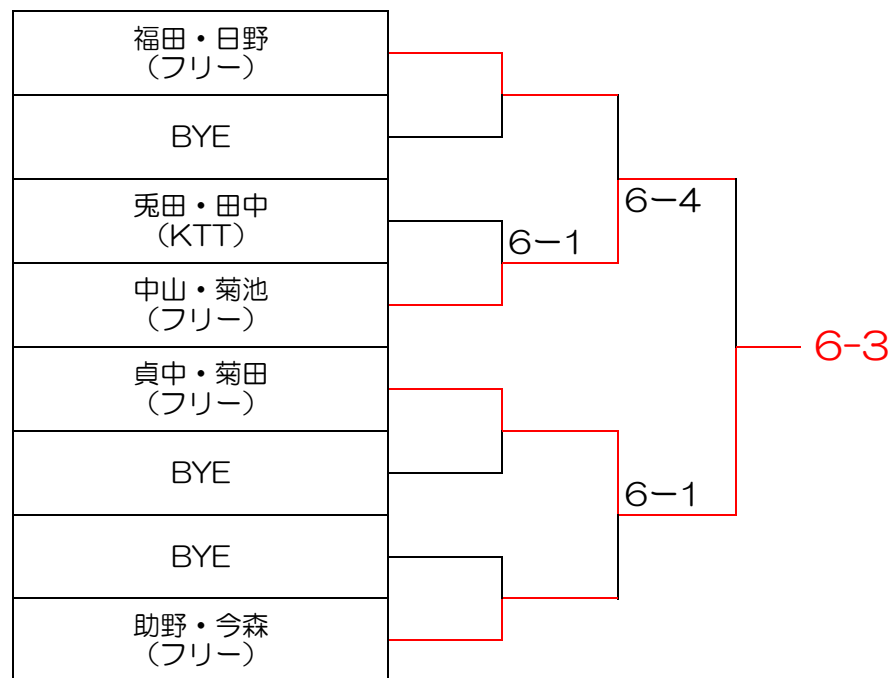 福田・日野
（フリー）
BYE
兎田・田中
（KTT）
中山・菊池
（フリー）
貞中・菊田
（フリー）
BYE
BYE
助野・今森
（フリー）
6－1
6－4
6－1
6-3